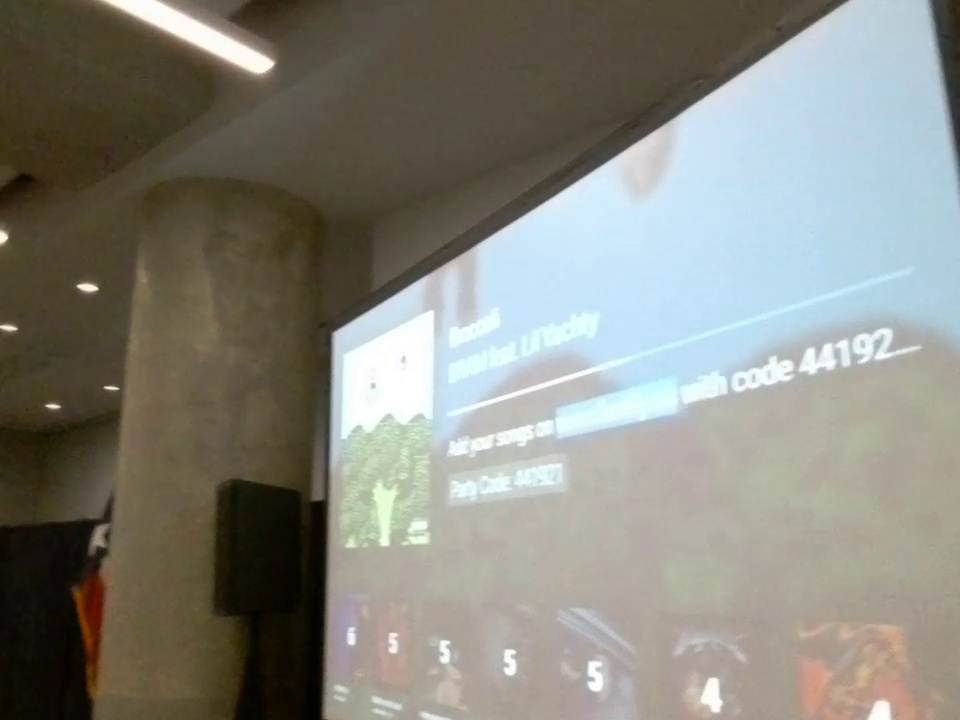 Broccoli
DRAM feat. Lil Yachty
Add your songs on with code 44192...
Party Code: 441921
6 5 5 5 5 4 4